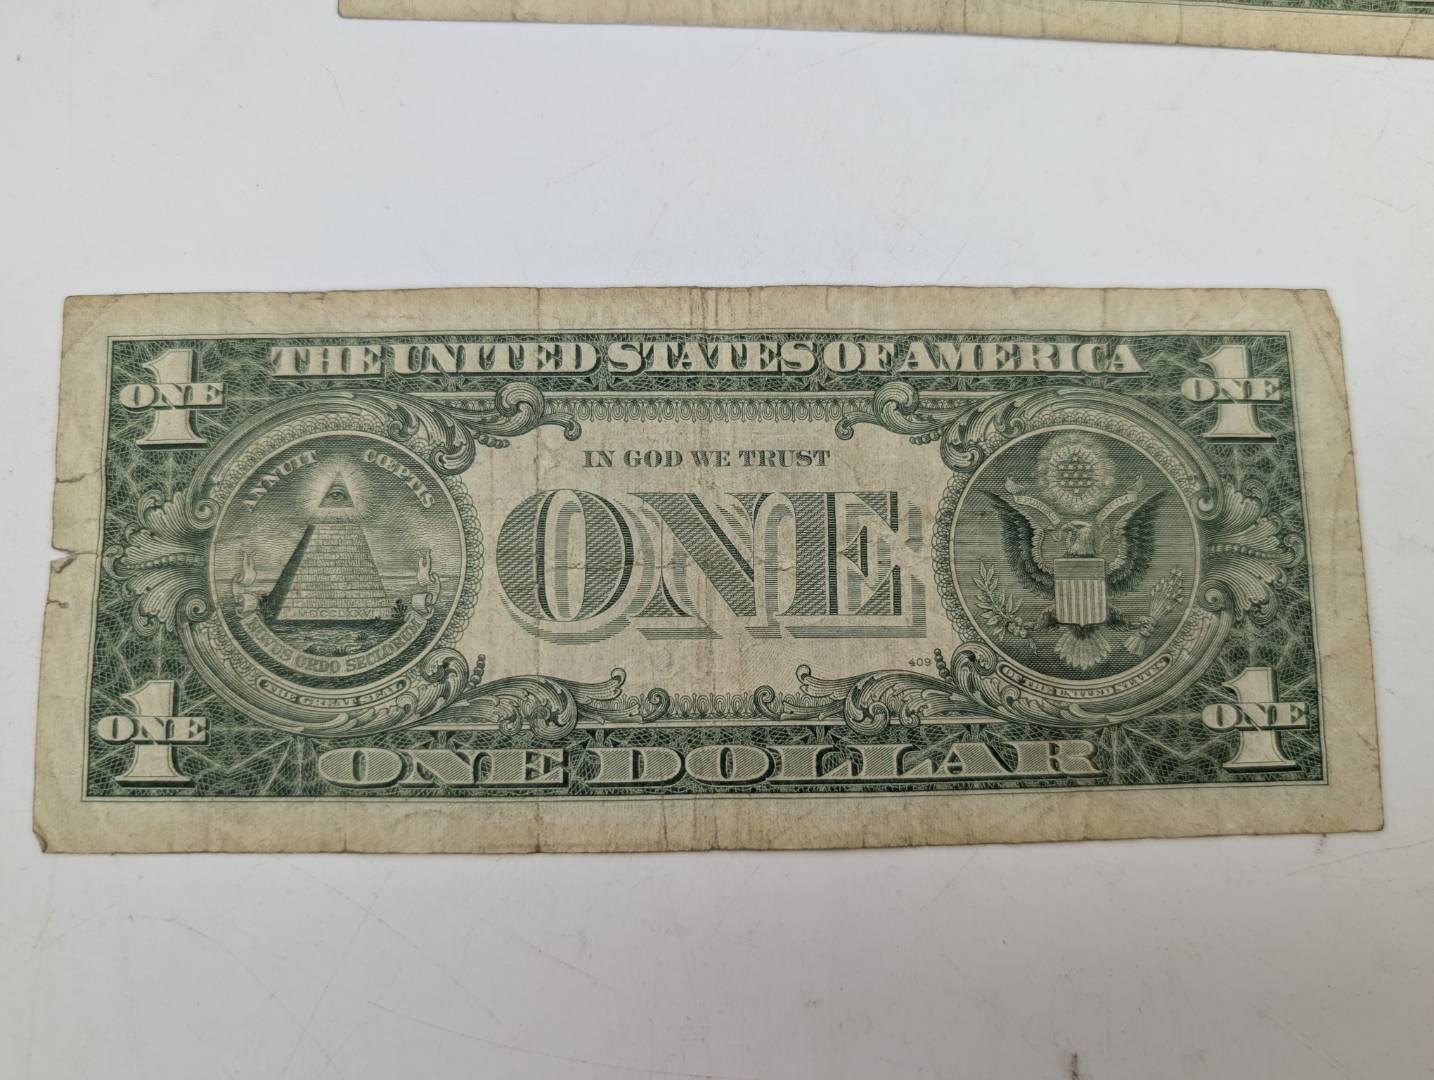 THE UNITED STATES OF AMERICA
1
ONE
1
ONE
ANNUIT CŒPTIS
IN GOD WE TRUST
ONE
MDCCLXXVI
NOVUS ORDO SECLORUM
THE GREAT SEAL
OF THE UNITED STATES
409
1
ONE
1
ONE
ONE DOLLAR